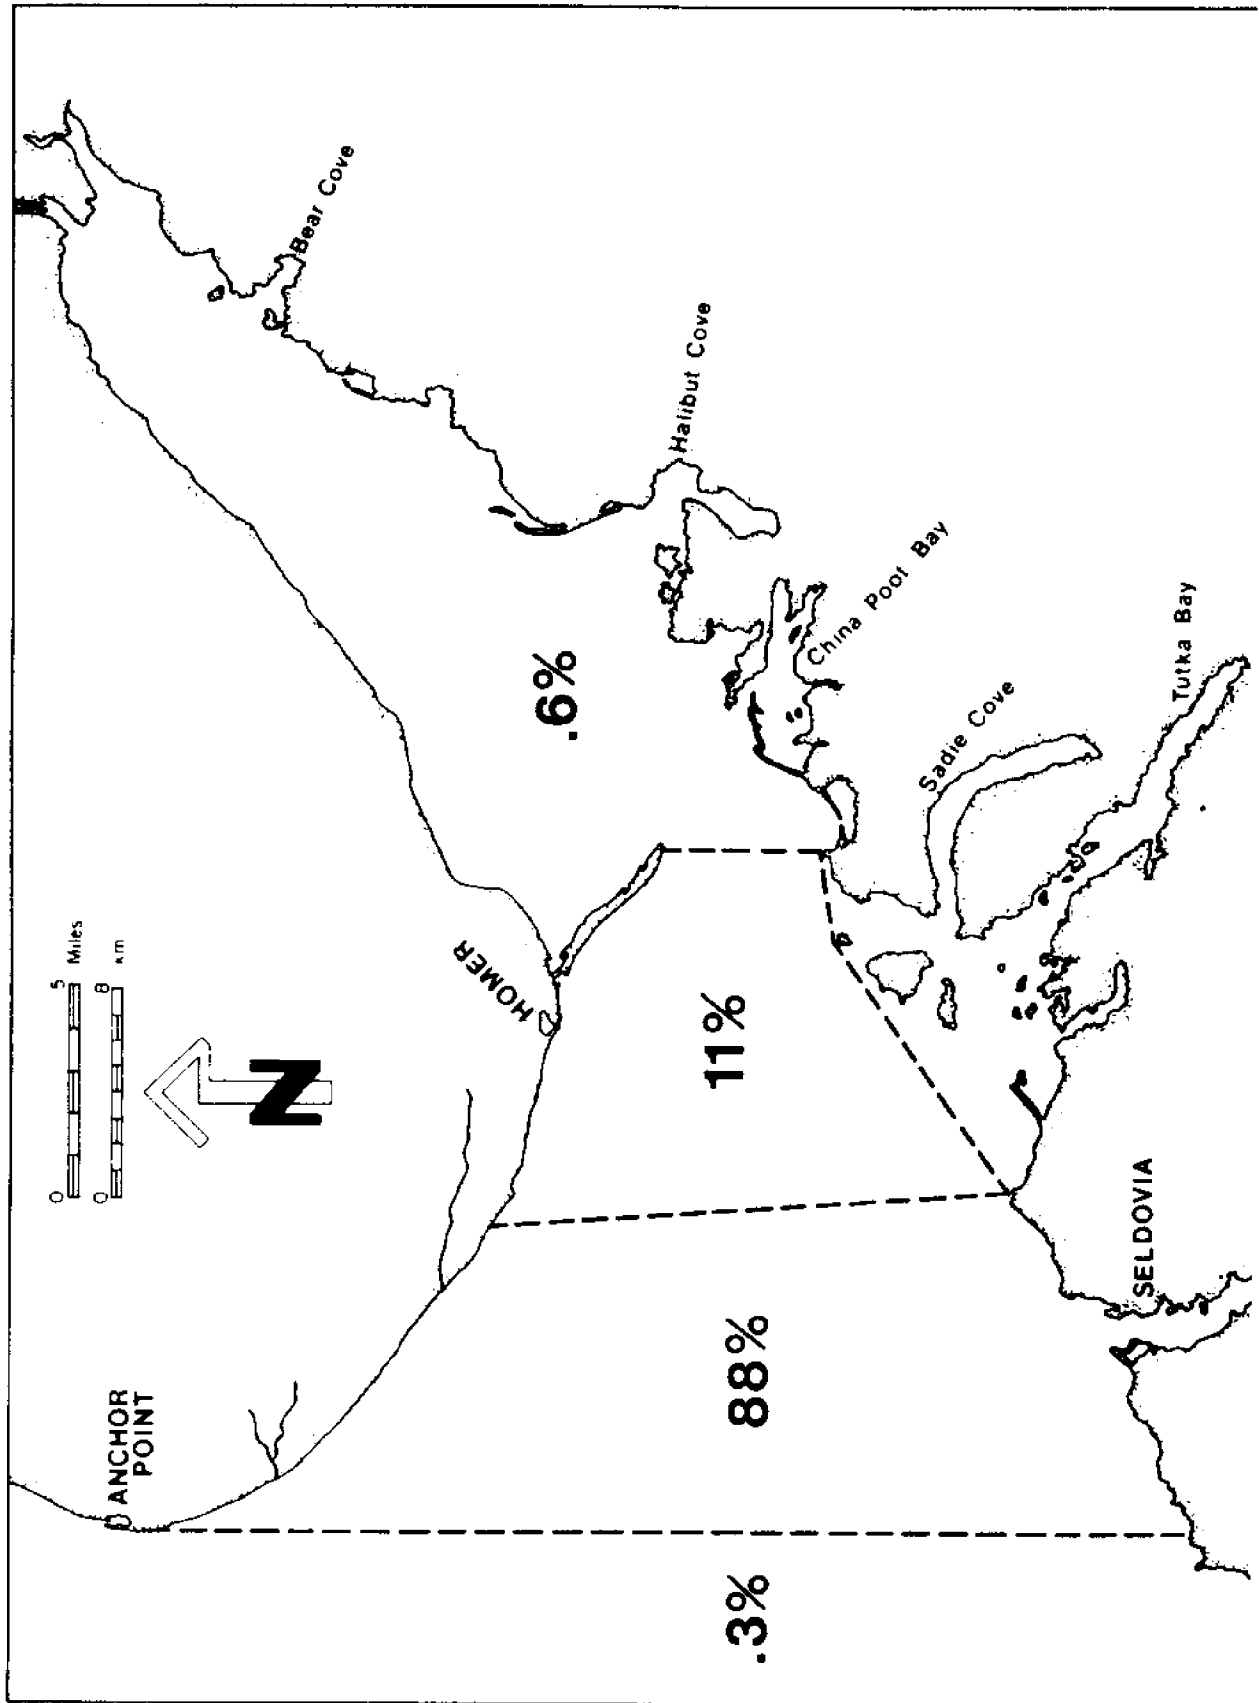 0 5 Miles
0 8 km
N
ANCHOR
POINT
HOMER
Bear Cove
Halibut Cove
China Poot Bay
Sadie Cove
Tutka Bay
SELDOVIA
.3%
88%
11%
.6%